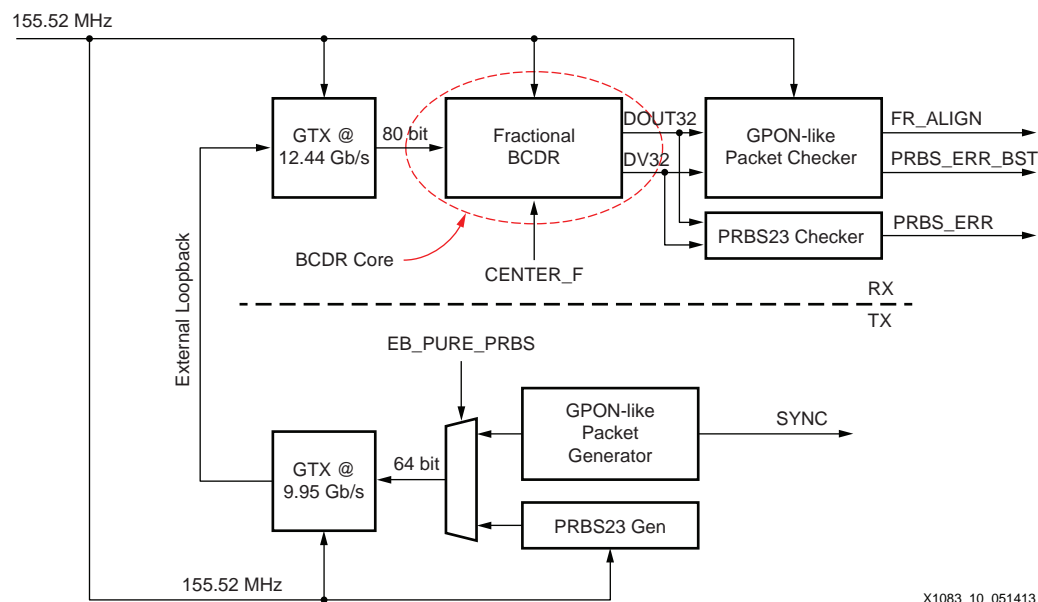 155.52 MHz
GTX @
12.44 Gb/s
80 bit
Fractional
BCDR
DOUT32
DV32
GPON-like
Packet Checker
FR_ALIGN
PRBS_ERR_BST
PRBS23 Checker
PRBS_ERR
BCDR Core
CENTER_F
External Loopback
RX
TX
EB_PURE_PRBS
GPON-like
Packet
Generator
SYNC
GTX @
9.95 Gb/s
64 bit
PRBS23 Gen
155.52 MHz
X1083_10_051413